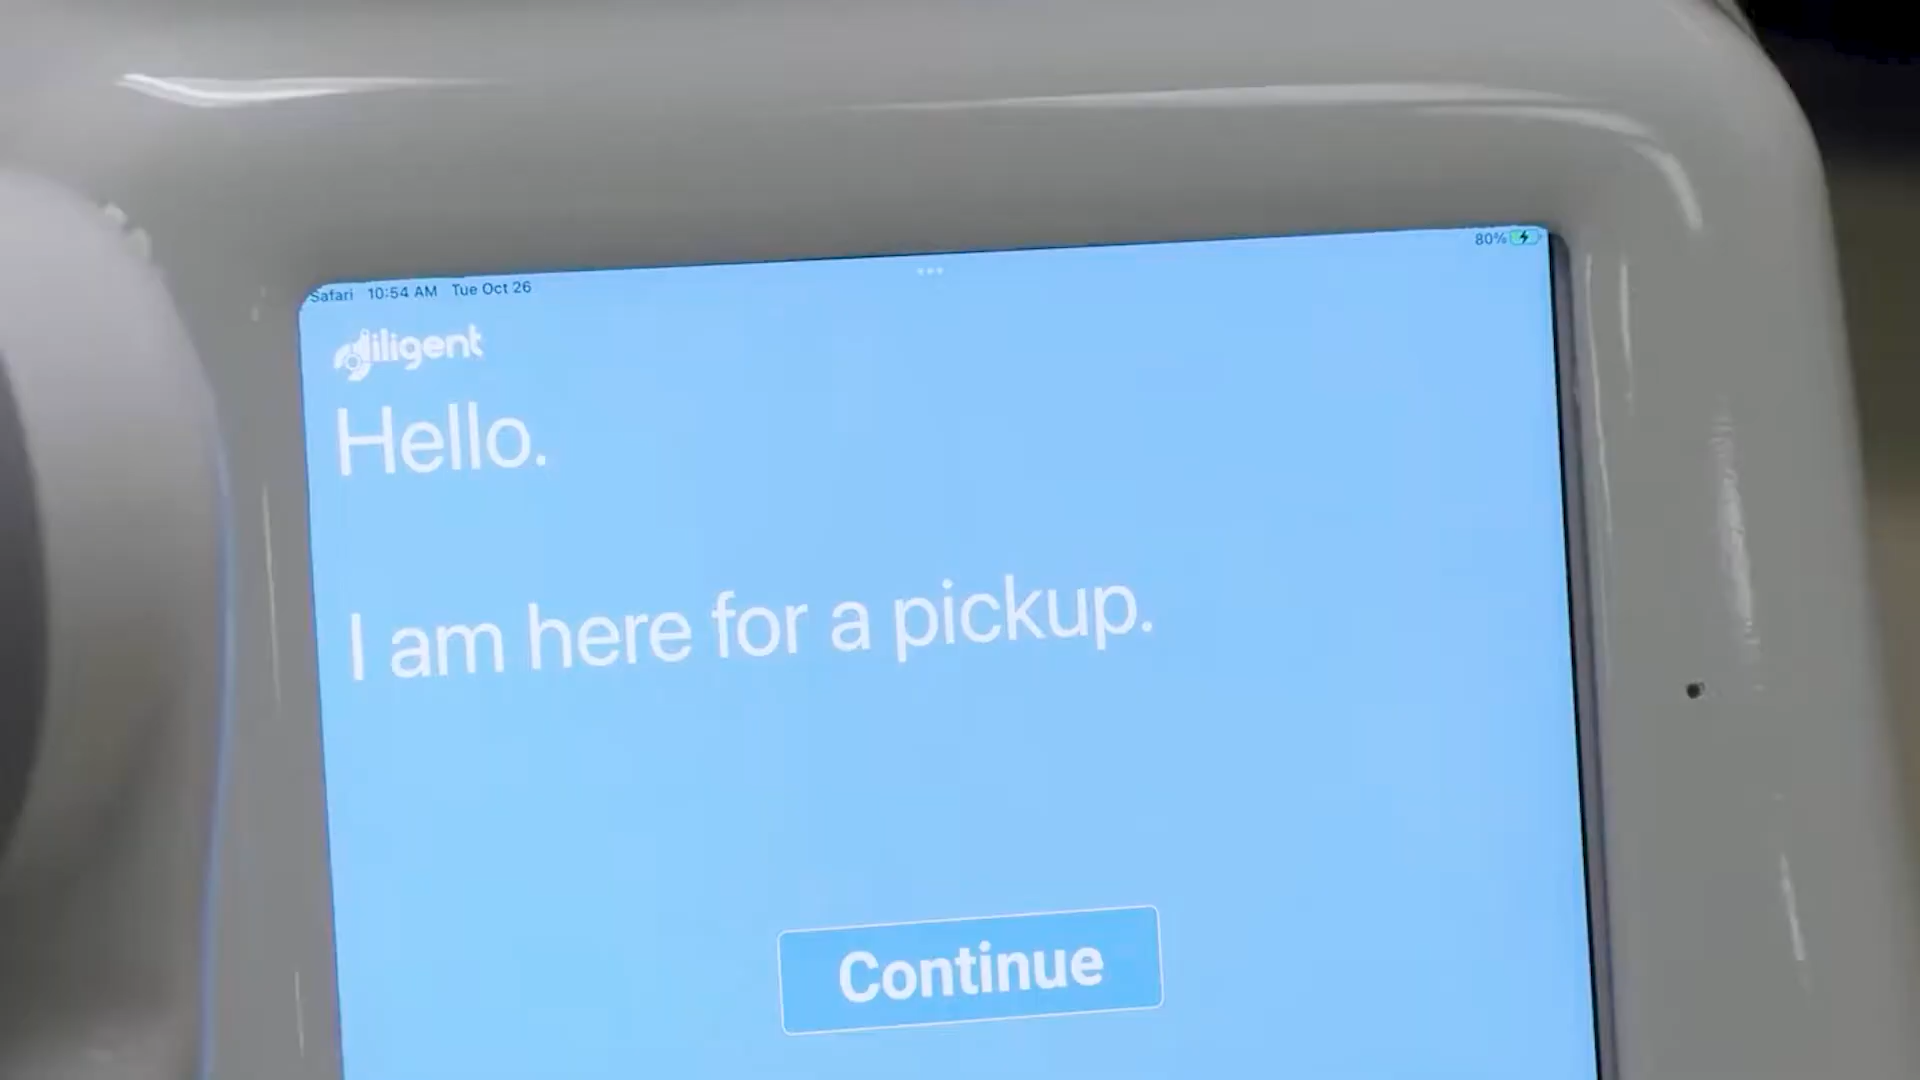 Safari 10:54 AM Tue Oct 26 80%
diligent
Hello.
I am here for a pickup.
Continue